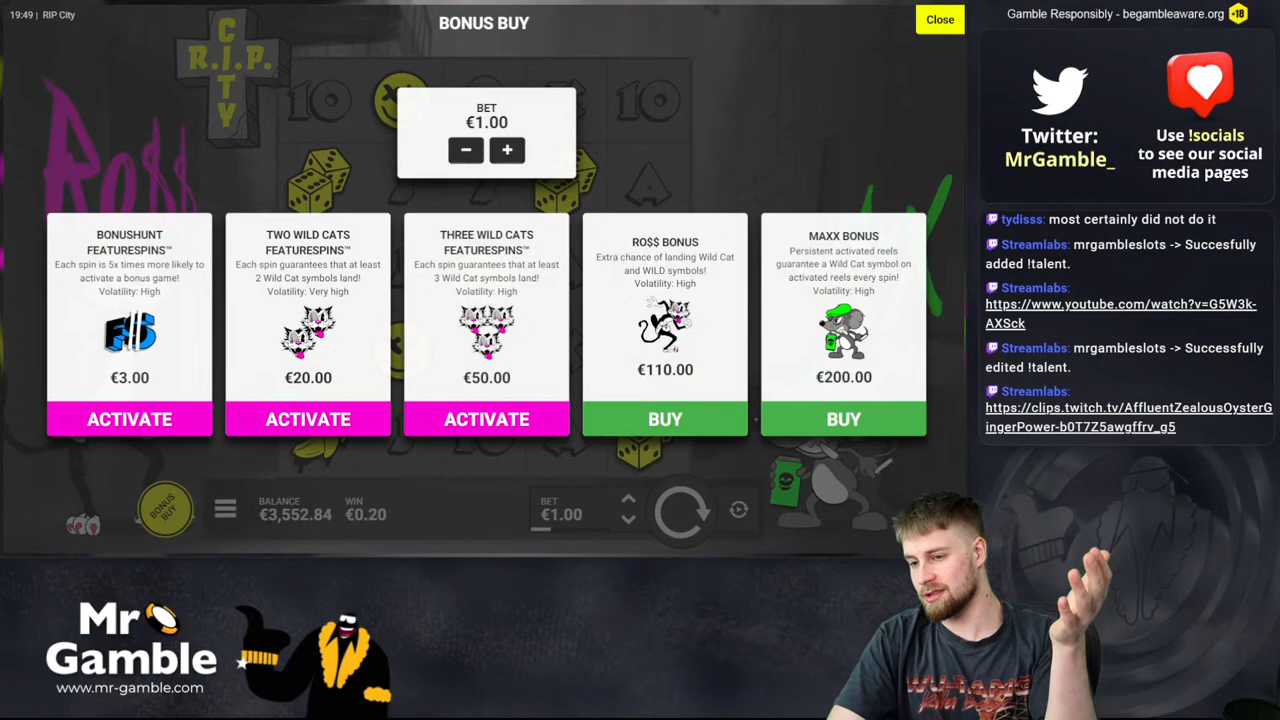 19:49 | RIP City
BONUS BUY
Close
R.I.P.
CITY
Ro$$
10
10
A
BET
€1.00
−
+
BONUSHUNT
FEATURESPINS™
Each spin is 5x times more likely to
activate a bonus game!
Volatility: High
FS
€3.00
ACTIVATE
TWO WILD CATS
FEATURESPINS™
Each spin guarantees that at least
2 Wild Cat symbols land!
Volatility: Very high
€20.00
ACTIVATE
THREE WILD CATS
FEATURESPINS™
Each spin guarantees that at least
3 Wild Cat symbols land!
Volatility: High
€50.00
ACTIVATE
RO$$ BONUS
Extra chance of landing Wild Cat
and WILD symbols!
Volatility: High
€110.00
BUY
MAXX BONUS
Persistent activated reels
guarantee a Wild Cat symbol on
activated reels every spin!
Volatility: High
€200.00
BUY
BONUS
BUY
BALANCE
€3,552.84
WIN
€0.20
BET
€1.00
Mr
Gamble
www.mr-gamble.com
Gamble Responsibly - begambleaware.org +18
Twitter:
MrGamble_
Use !socials
to see our social
media pages
tydisss: most certainly did not do it
Streamlabs: mrgambleslots -> Succesfully
added !talent.
Streamlabs:
https://www.youtube.com/watch?v=G5W3k-
AXSck
Streamlabs: mrgambleslots -> Successfully
edited !talent.
Streamlabs:
https://clips.twitch.tv/AffluentZealousOysterG
ingerPower-b0T7Z5awgffrv_g5